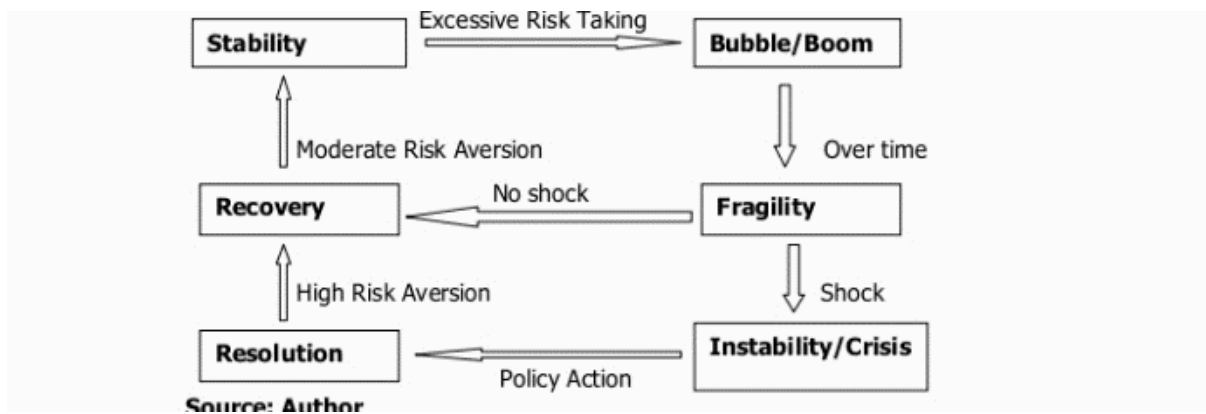 Excessive Risk Taking
Stability
Bubble/Boom
Moderate Risk Aversion
Over time
Recovery
No shock
Fragility
High Risk Aversion
Shock
Resolution
Policy Action
Instability/Crisis
Source: Author